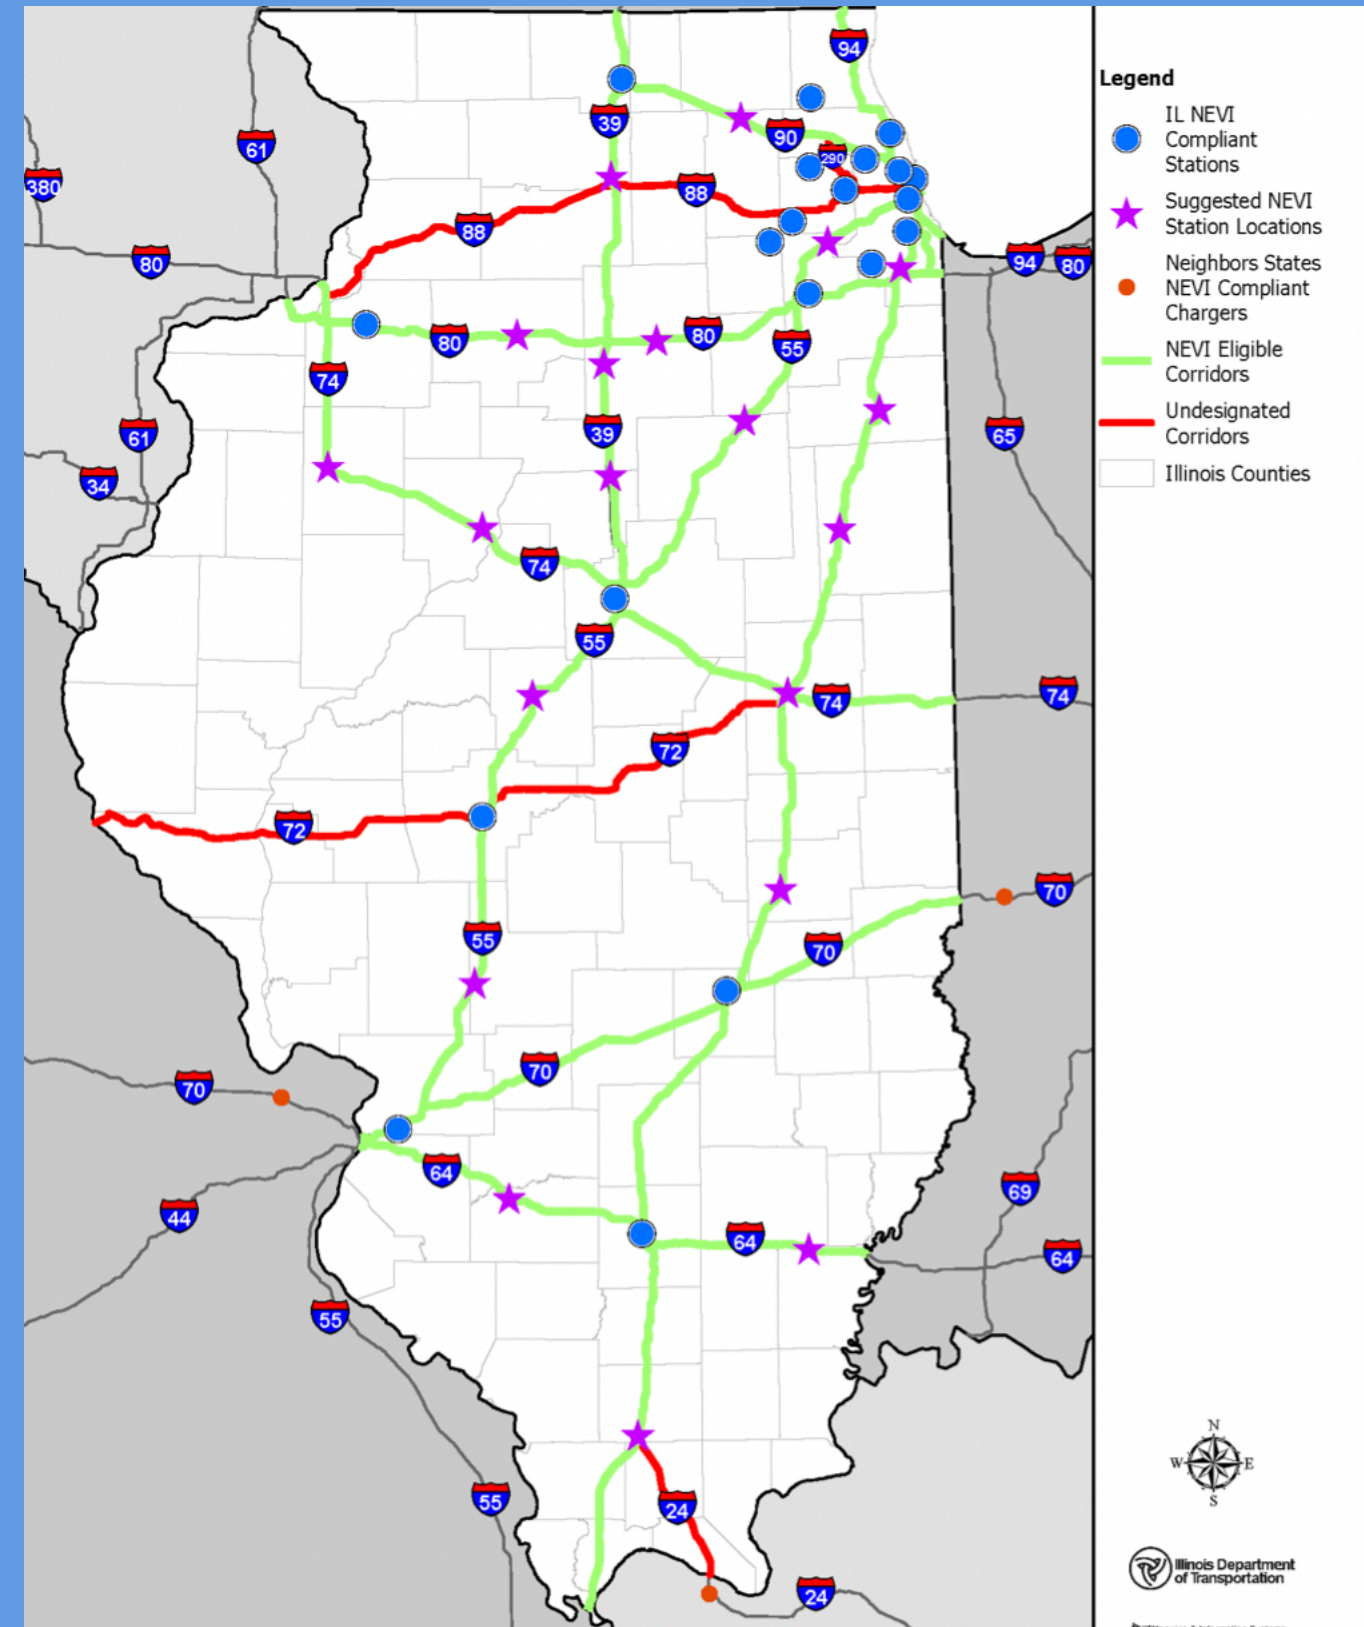 94
39
90
61
290
380
88
88
80
94
80
80
80
55
74
39
61
65
34
74
55
74
74
72
72
70
55
70
70
70
64
69
44
64
64
55
55
24
24
Legend
IL NEVI
Compliant
Stations
Suggested NEVI
Station Locations
Neighbors States
NEVI Compliant
Chargers
NEVI Eligible
Corridors
Undesignated
Corridors
Illinois Counties
N
W E
S
Illinois Department
of Transportation